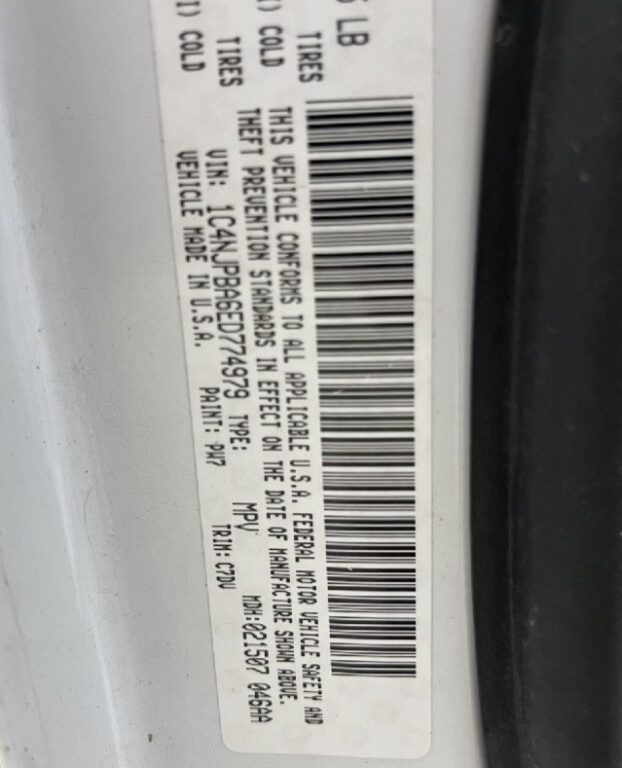 5 LB
TIRES
I) COLD
TIRES
I) COLD
THIS VEHICLE CONFORMS TO ALL APPLICABLE U.S.A. FEDERAL MOTOR VEHICLE SAFETY AND
THEFT PREVENTION STANDARDS IN EFFECT ON THE DATE OF MANUFACTURE SHOWN ABOVE.
VIN: 1C4NJPBA6ED774979 TYPE: MPV MDH:021507 046AA
VEHICLE MADE IN U.S.A. PAINT: PW7 TRIM: C7DV